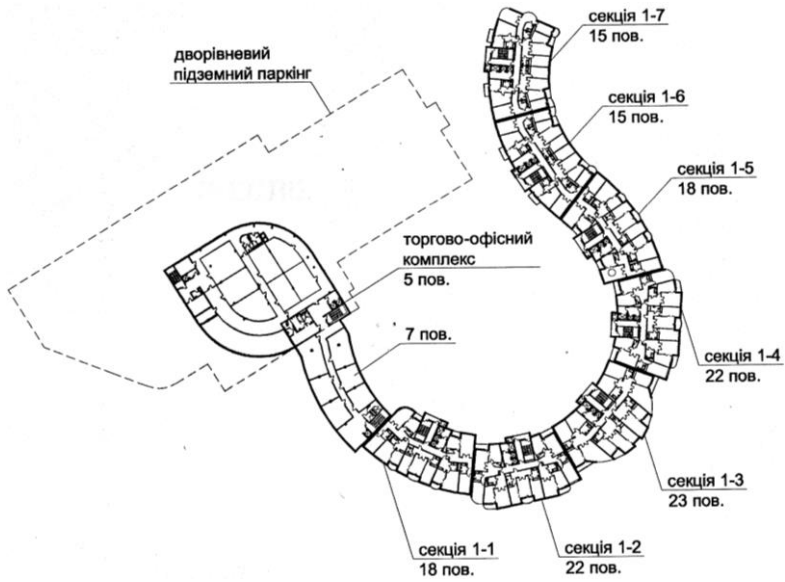 секція 1-7
15 пов.
дворівневий
підземний паркінг
секція 1-6
15 пов.
секція 1-5
18 пов.
торгово-офісний
комплекс
5 пов.
7 пов.
секція 1-4
22 пов.
секція 1-3
23 пов.
секція 1-1
18 пов.
секція 1-2
22 пов.